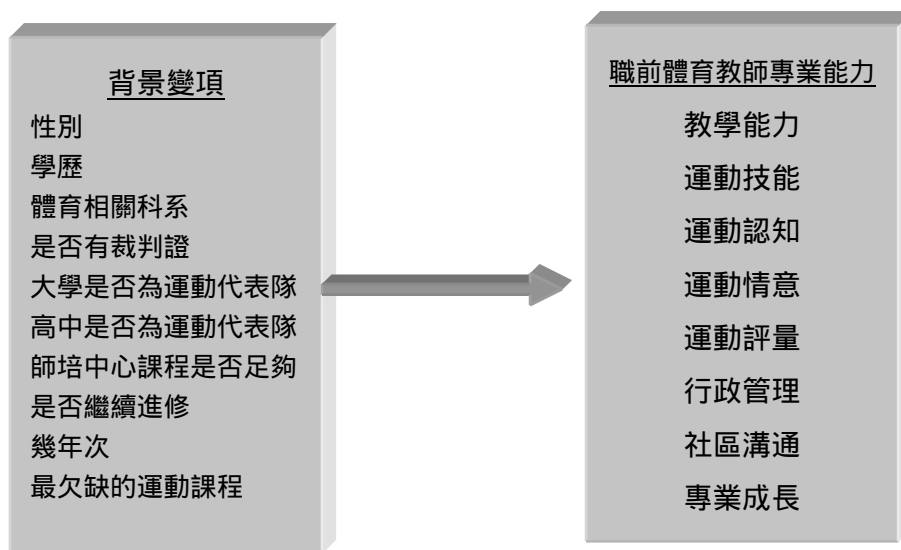 背景變項
性別
學歷
體育相關科系
是否有裁判證
大學是否為運動代表隊
高中是否為運動代表隊
師培中心課程是否足夠
是否繼續進修
幾年次
最欠缺的運動課程
職前體育教師專業能力
教學能力
運動技能
運動認知
運動情意
運動評量
行政管理
社區溝通
專業成長